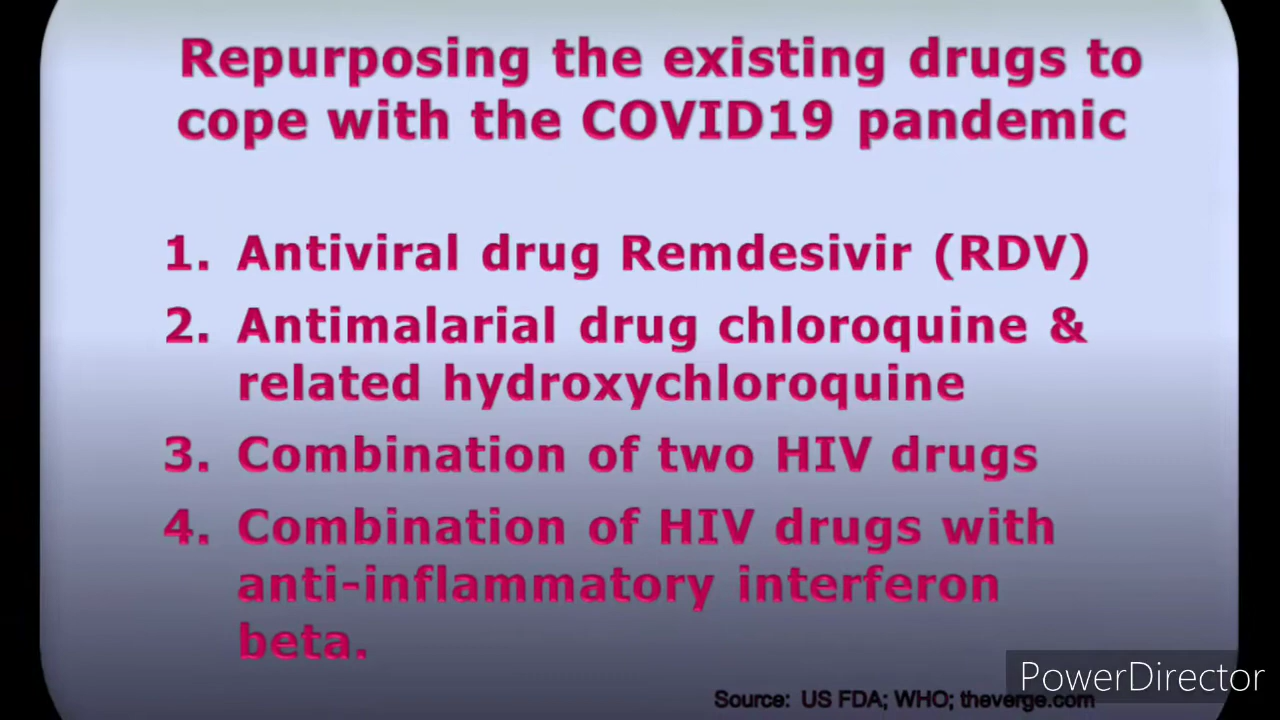 Repurposing the existing drugs to
cope with the COVID19 pandemic
1. Antiviral drug Remdesivir (RDV)
2. Antimalarial drug chloroquine &
related hydroxychloroquine
3. Combination of two HIV drugs
4. Combination of HIV drugs with
anti-inflammatory interferon
beta.
PowerDirector
Source: US FDA; WHO; theverge.com